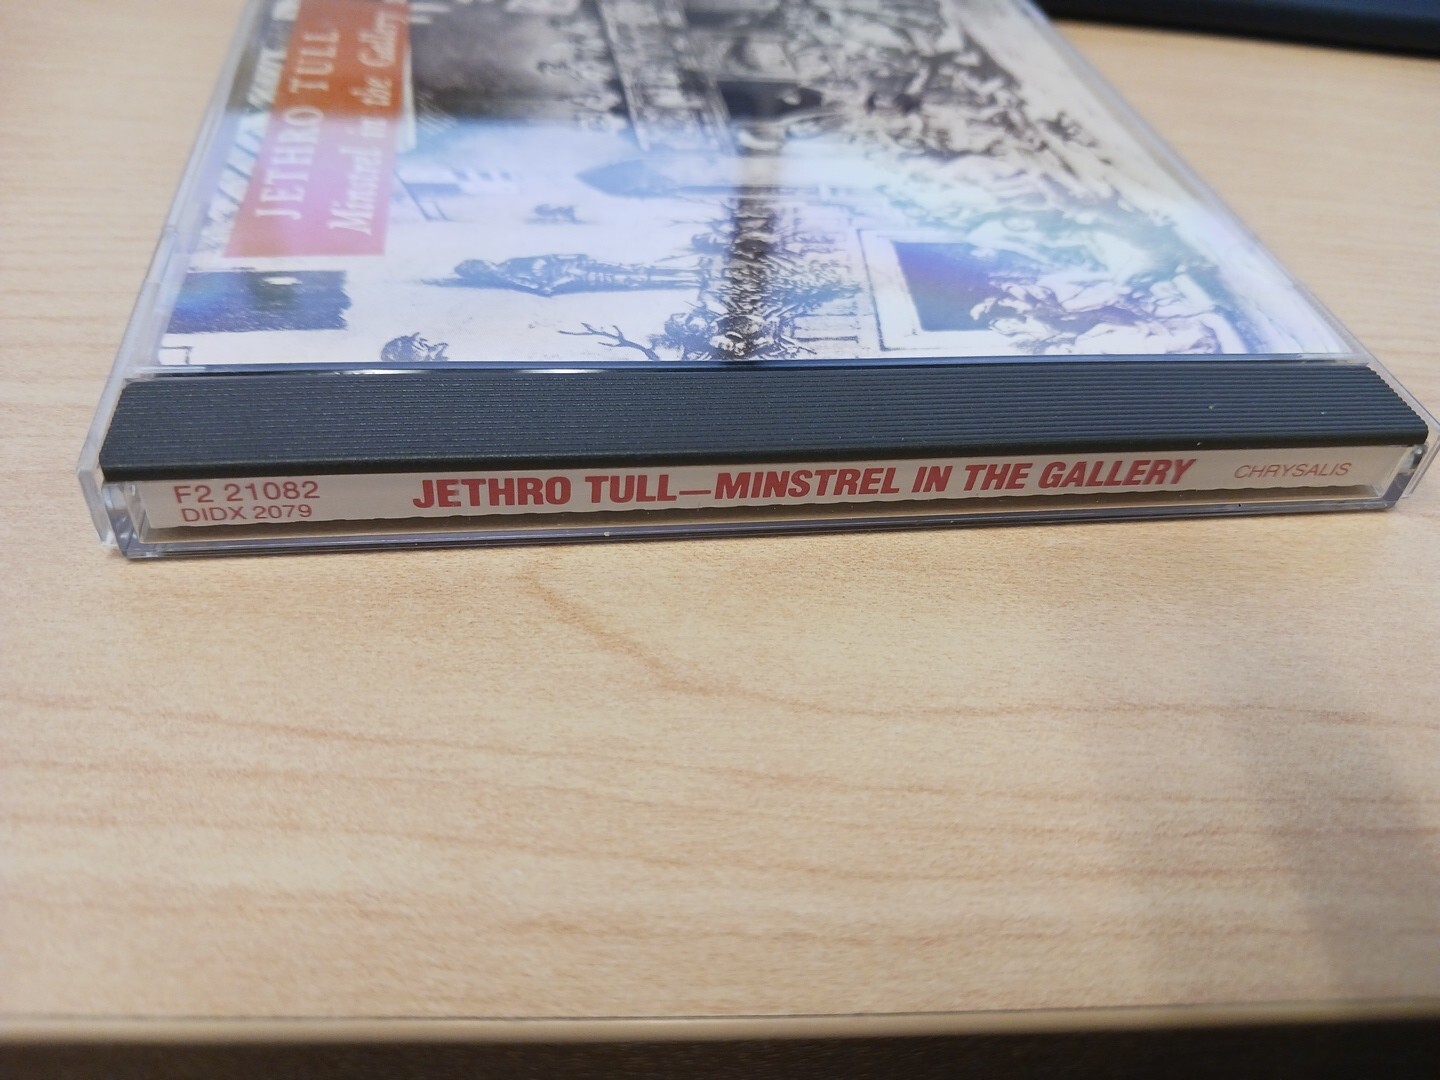 JETHRO TULL
Minstrel in the Gallery
F2 21082
DIDX 2079
JETHRO TULL—MINSTREL IN THE GALLERY
CHRYSALIS